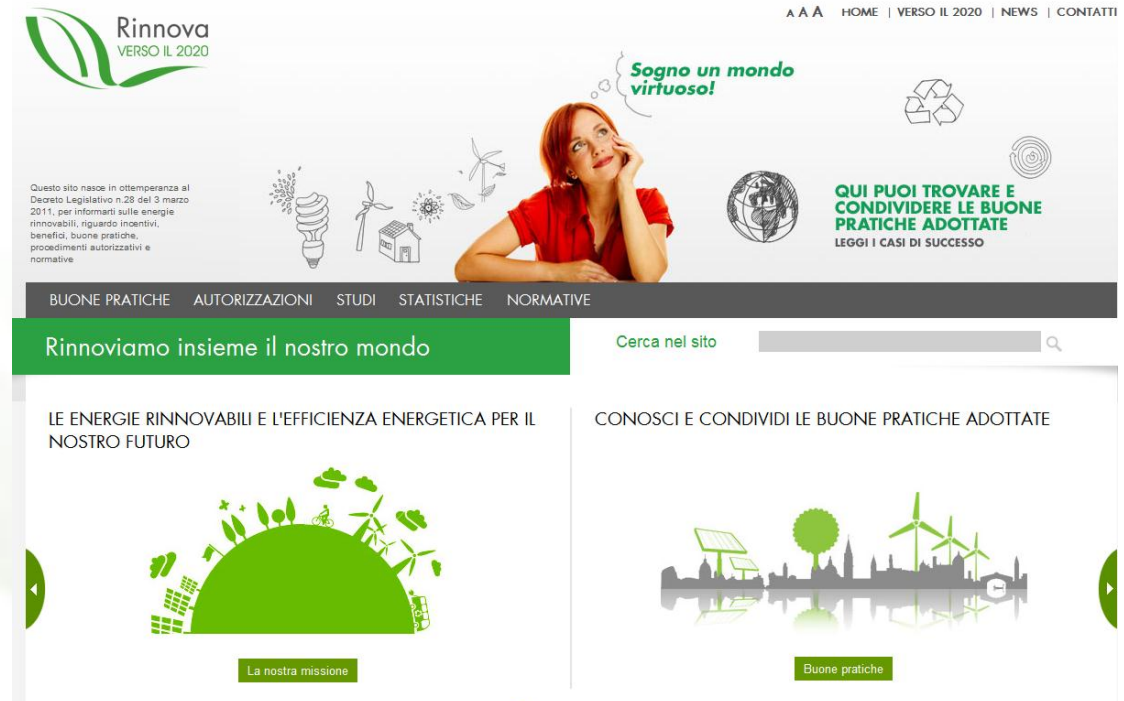 Rinnova
VERSO IL 2020
A A A HOME | VERSO IL 2020 | NEWS | CONTATTI
Sogno un mondo
virtuoso!
Questo sito nasce in ottemperanza al
Decreto Legislativo n.28 del 3 marzo
2011, per informarti sulle energie
rinnovabili, riguardo incentivi,
benefici, buone pratiche,
procedimenti autorizzativi e
normative
QUI PUOI TROVARE E
CONDIVIDERE LE BUONE
PRATICHE ADOTTATE
LEGGI I CASI DI SUCCESSO
BUONE PRATICHE AUTORIZZAZIONI STUDI STATISTICHE NORMATIVE
Rinnoviamo insieme il nostro mondo
Cerca nel sito
LE ENERGIE RINNOVABILI E L'EFFICIENZA ENERGETICA PER IL
NOSTRO FUTURO
La nostra missione
CONOSCI E CONDIVIDI LE BUONE PRATICHE ADOTTATE
Buone pratiche